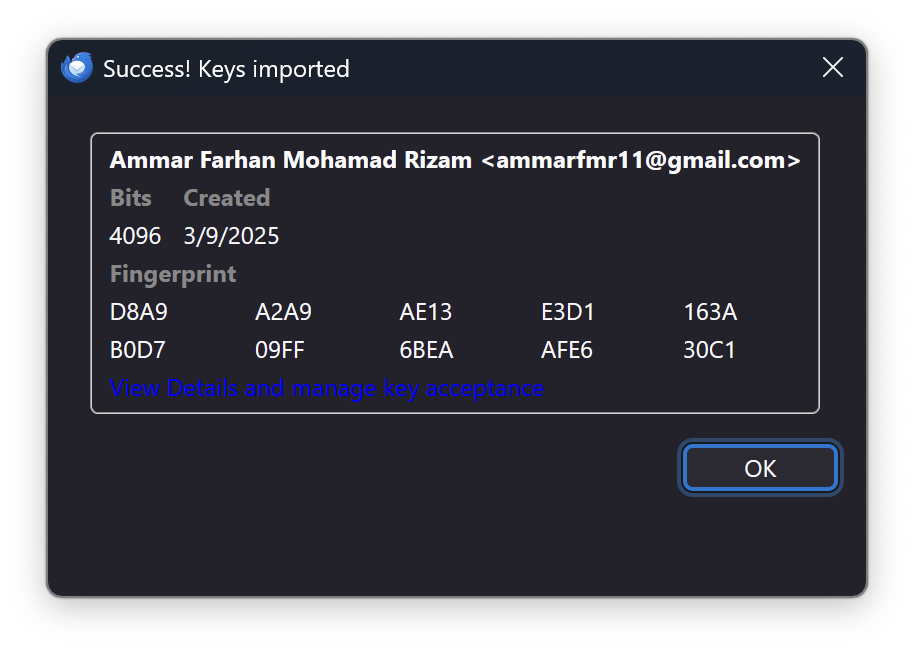 Success! Keys imported
Ammar Farhan Mohamad Rizam <ammarfmr11@gmail.com>
Bits Created
4096 3/9/2025
Fingerprint
D8A9 A2A9 AE13 E3D1 163A
B0D7 09FF 6BEA AFE6 30C1
View Details and manage key acceptance
OK